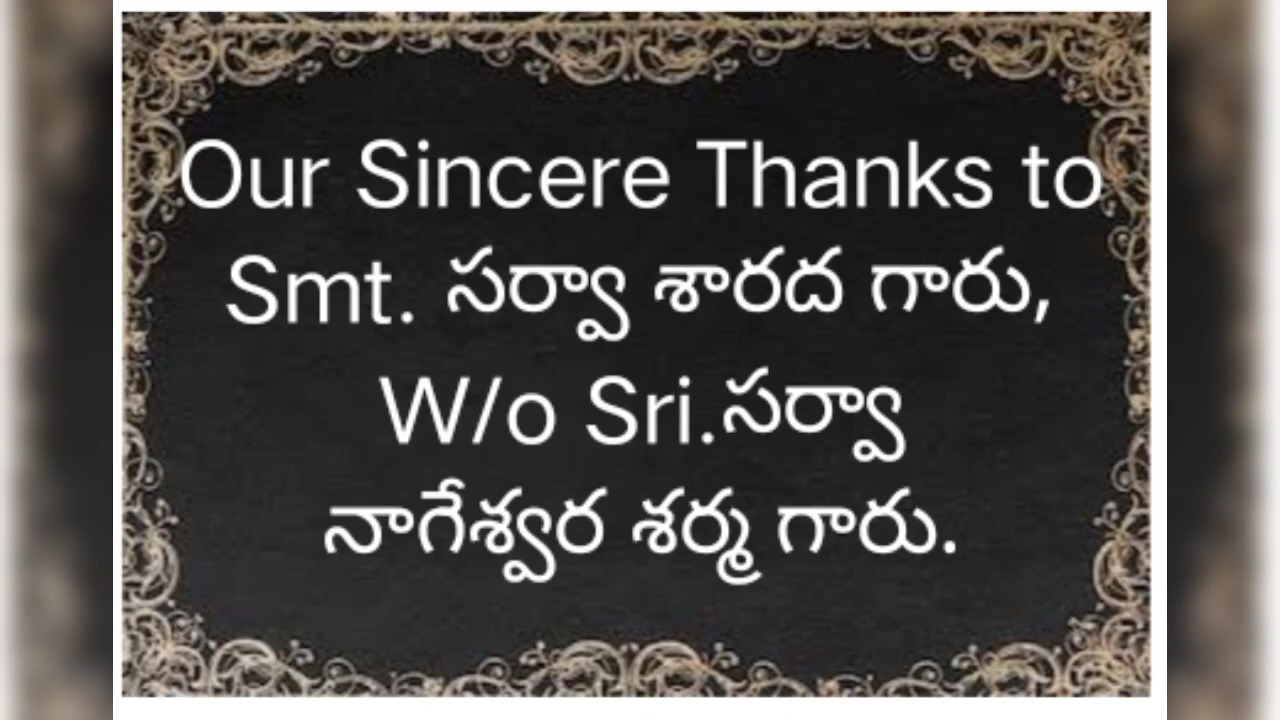 Our Sincere Thanks to
Smt. సర్వా శారద గారు,
W/o Sri.సర్వా
నాగేశ్వర శర్మ గారు.